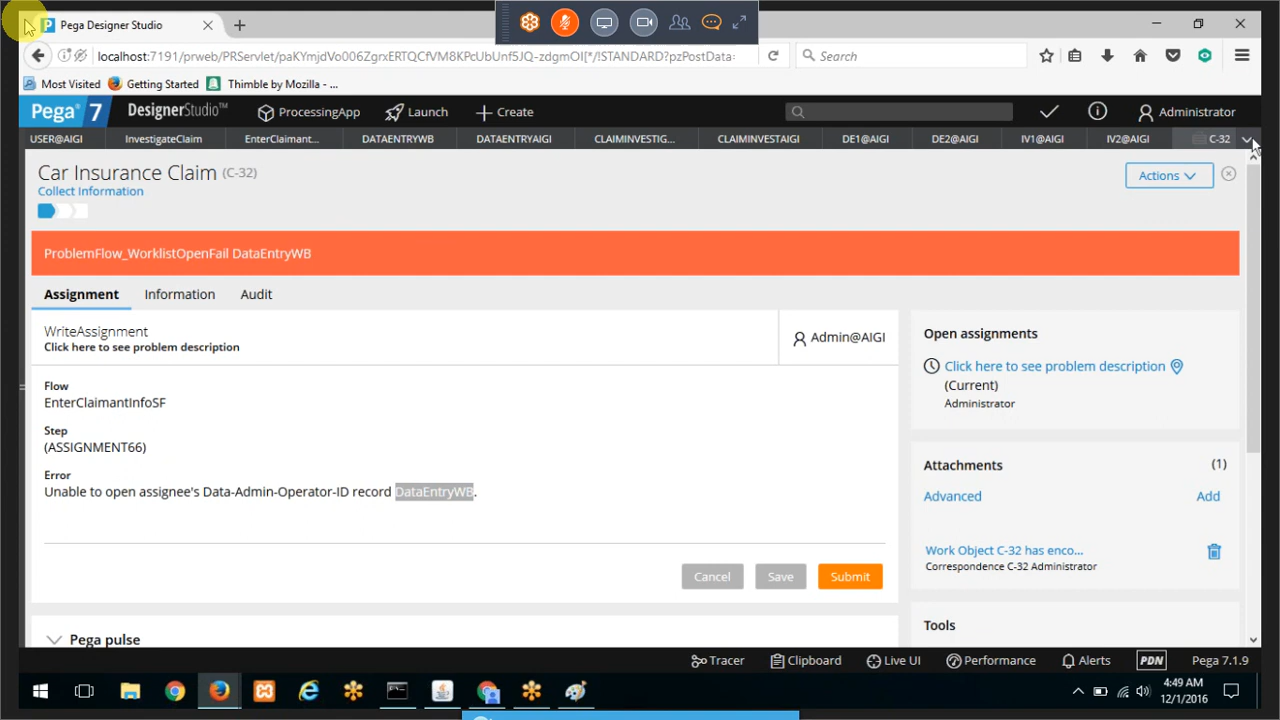 Pega Designer Studio
localhost:7191/prweb/PRServlet/paKYmjdVo006ZgrxERTQCVM8KPcUbUnf5JQ-zdgmOI[*/!STANDARD?pzPostData=
Search
Most Visited
Getting Started
Thimble by Mozilla - ...
Pega 7
DesignerStudio™
ProcessingApp
Launch
Create
Administrator
USER@AIGI
InvestigateClaim
EnterClaimant...
DATAENTRYWB
DATAENTRYAIGI
CLAIMINVESTIG...
CLAIMINVESTAIGI
DE1@AIGI
DE2@AIGI
IV1@AIGI
IV2@AIGI
C-32
Car Insurance Claim (C-32)
Actions
Collect Information
ProblemFlow_WorklistOpenFail DataEntryWB
Assignment
Information
Audit
WriteAssignment
Click here to see problem description
Admin@AIGI
Flow
EnterClaimantInfoSF
Step
(ASSIGNMENT66)
Error
Unable to open assignee's Data-Admin-Operator-ID record DataEntryWB.
Cancel
Save
Submit
Pega pulse
Open assignments
Click here to see problem description
(Current)
Administrator
Attachments (1)
Advanced
Add
Work Object C-32 has enco...
Correspondence C-32 Administrator
Tools
Tracer
Clipboard
Live UI
Performance
Alerts
PDN
Pega 7.1.9
4:49 AM
12/1/2016